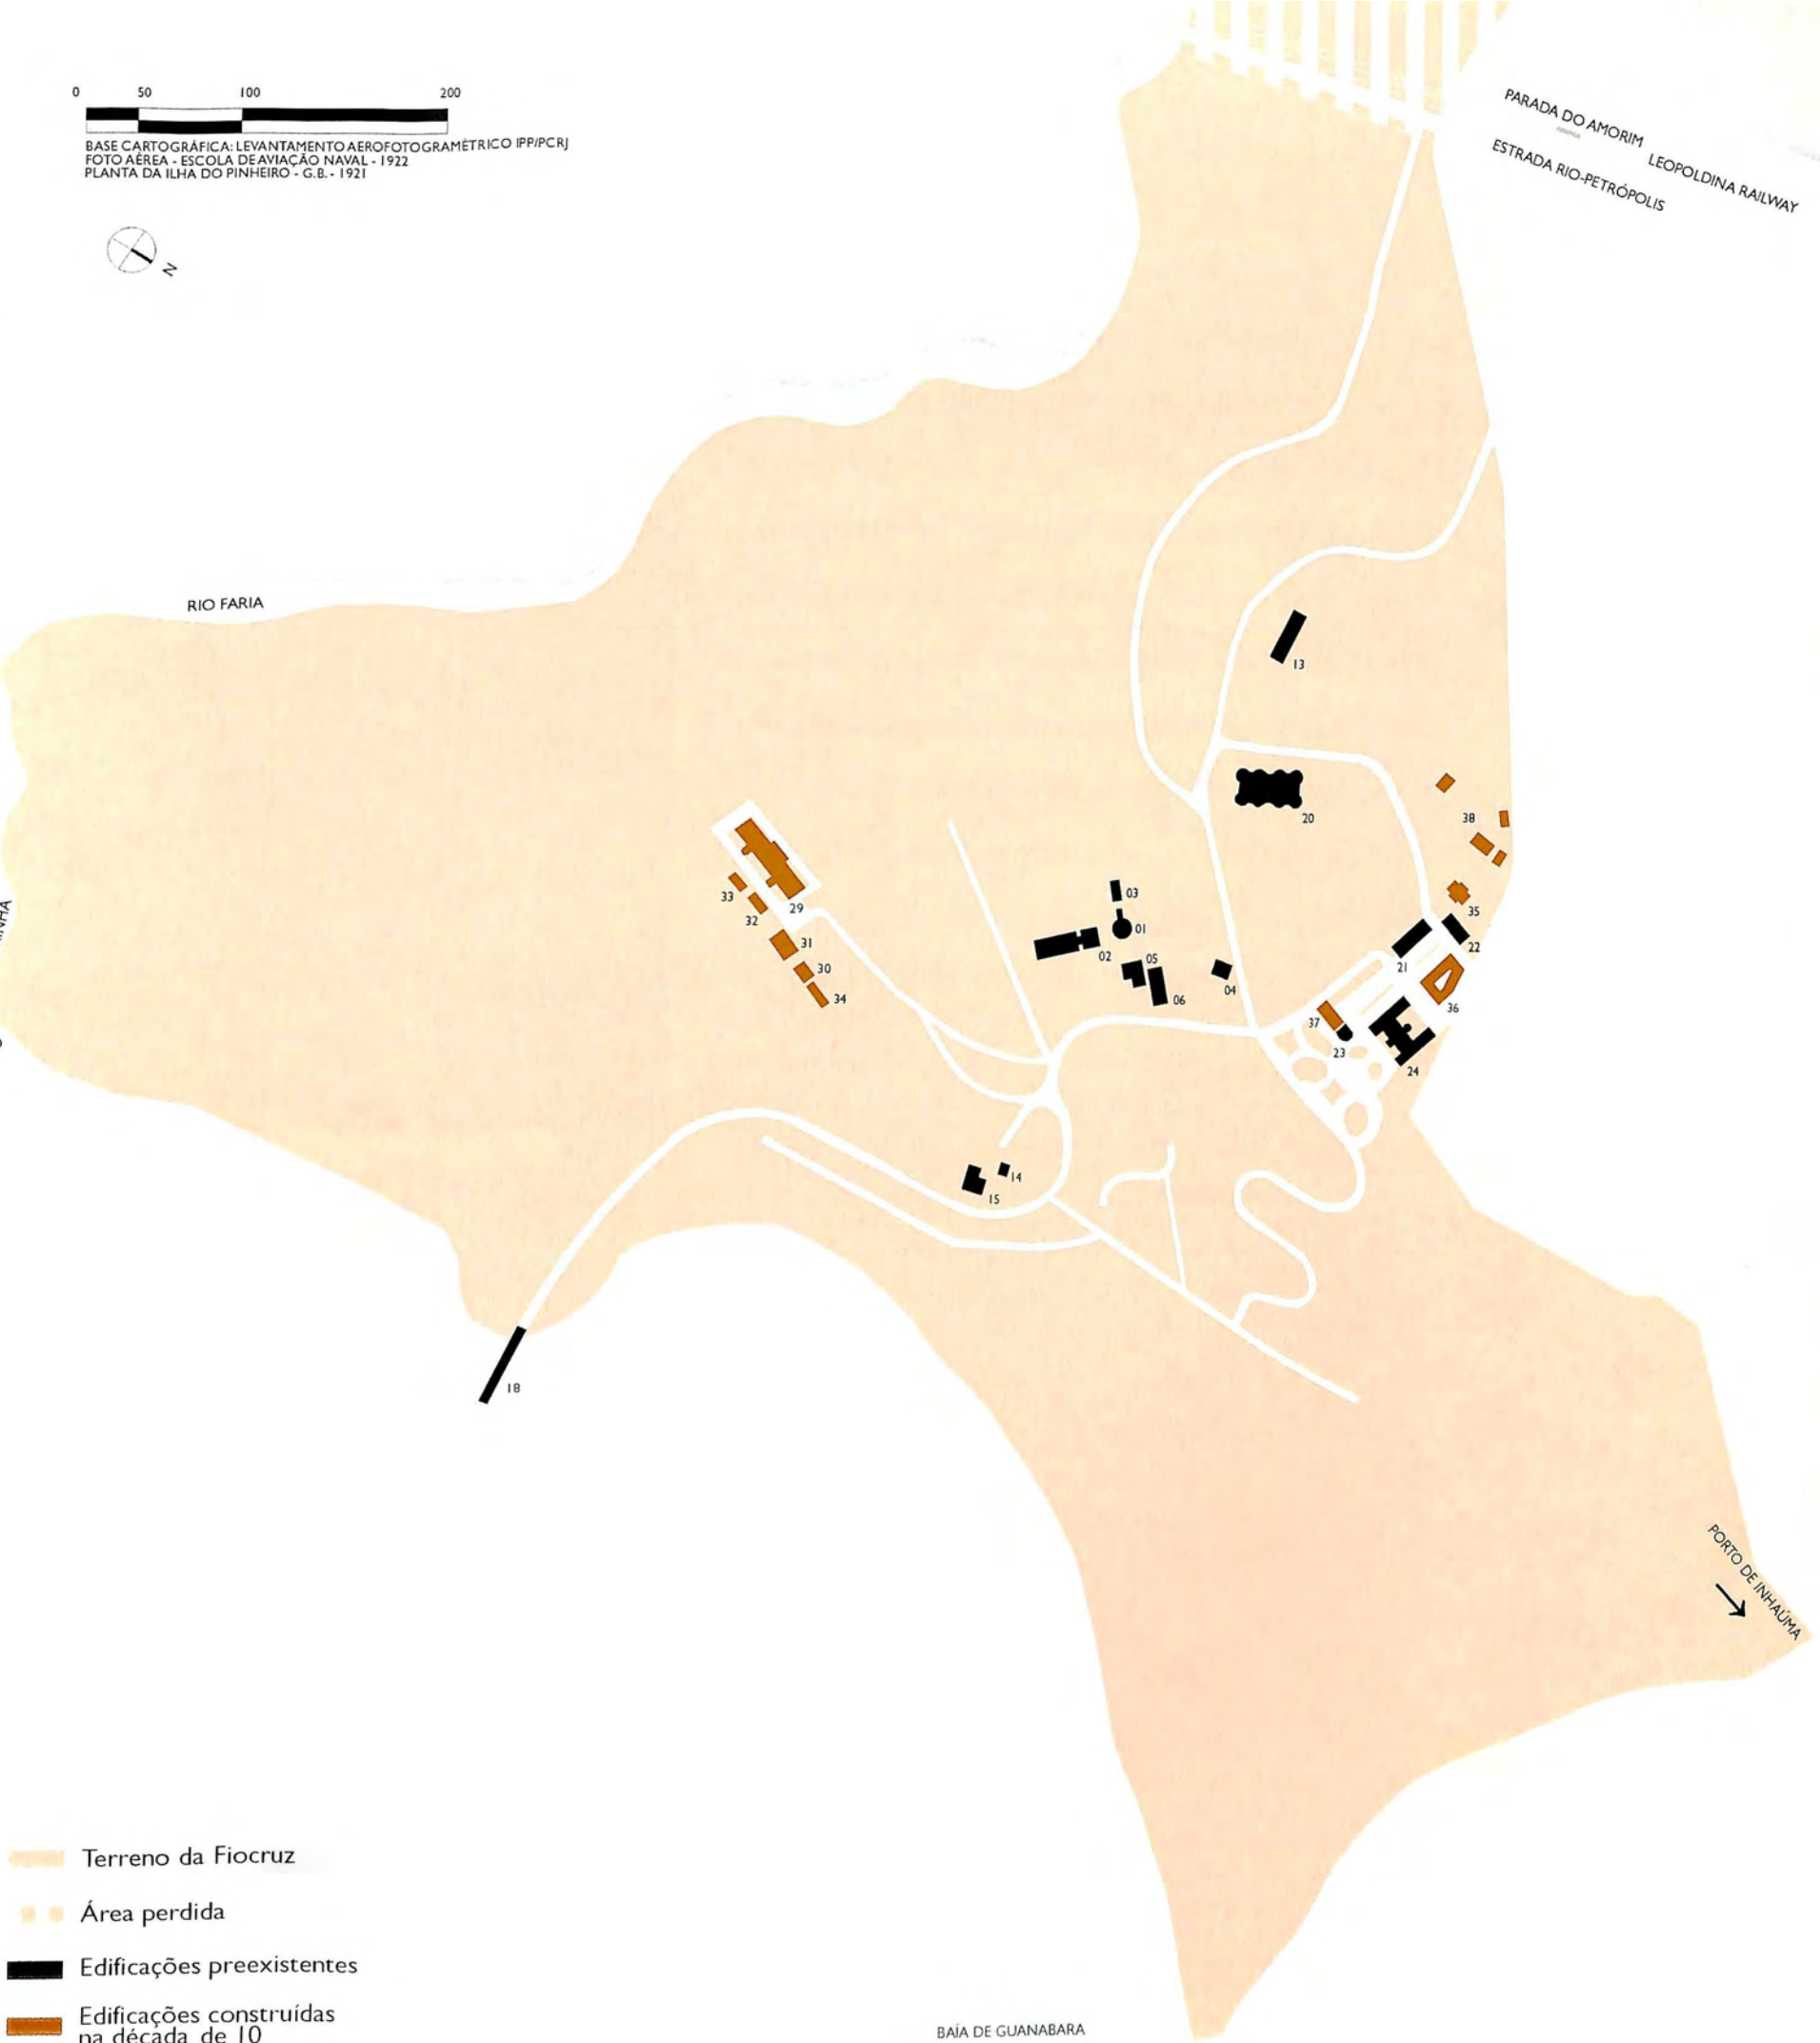 0 50 100 200
BASE CARTOGRÁFICA: LEVANTAMENTO AEROFOTOGRAMÉTRICO IPP/PCRJ
FOTO AÉREA - ESCOLA DE AVIAÇÃO NAVAL - 1922
PLANTA DA ILHA DO PINHEIRO - G.B. - 1921
N
PARADA DO AMORIM
LEOPOLDINA RAILWAY
ESTRADA RIO-PETRÓPOLIS
RIO FARIA
13
20
38
35
22
21
36
37
23
24
03
01
02
05
06
04
33
32
29
31
30
34
14
15
18
PORTO DE INHAÚMA
Terreno da Fiocruz
Área perdida
Edificações preexistentes
Edificações construídas
na década de 10
BAÍA DE GUANABARA